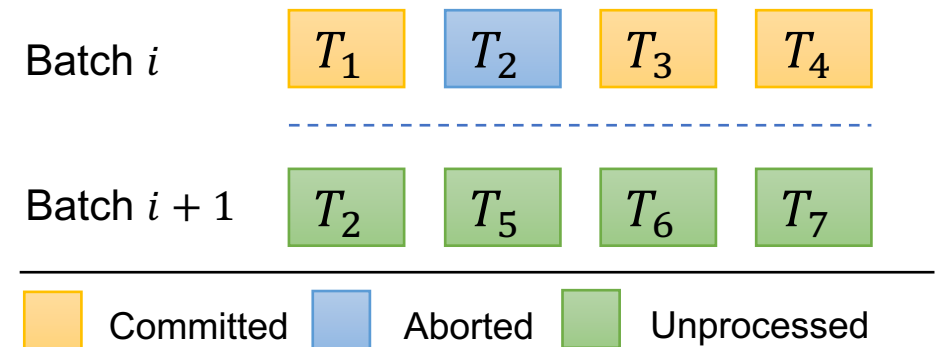 Batch i T₁ T₂ T₃ T₄
Batch i + 1 T₂ T₅ T₆ T₇
Committed Aborted Unprocessed